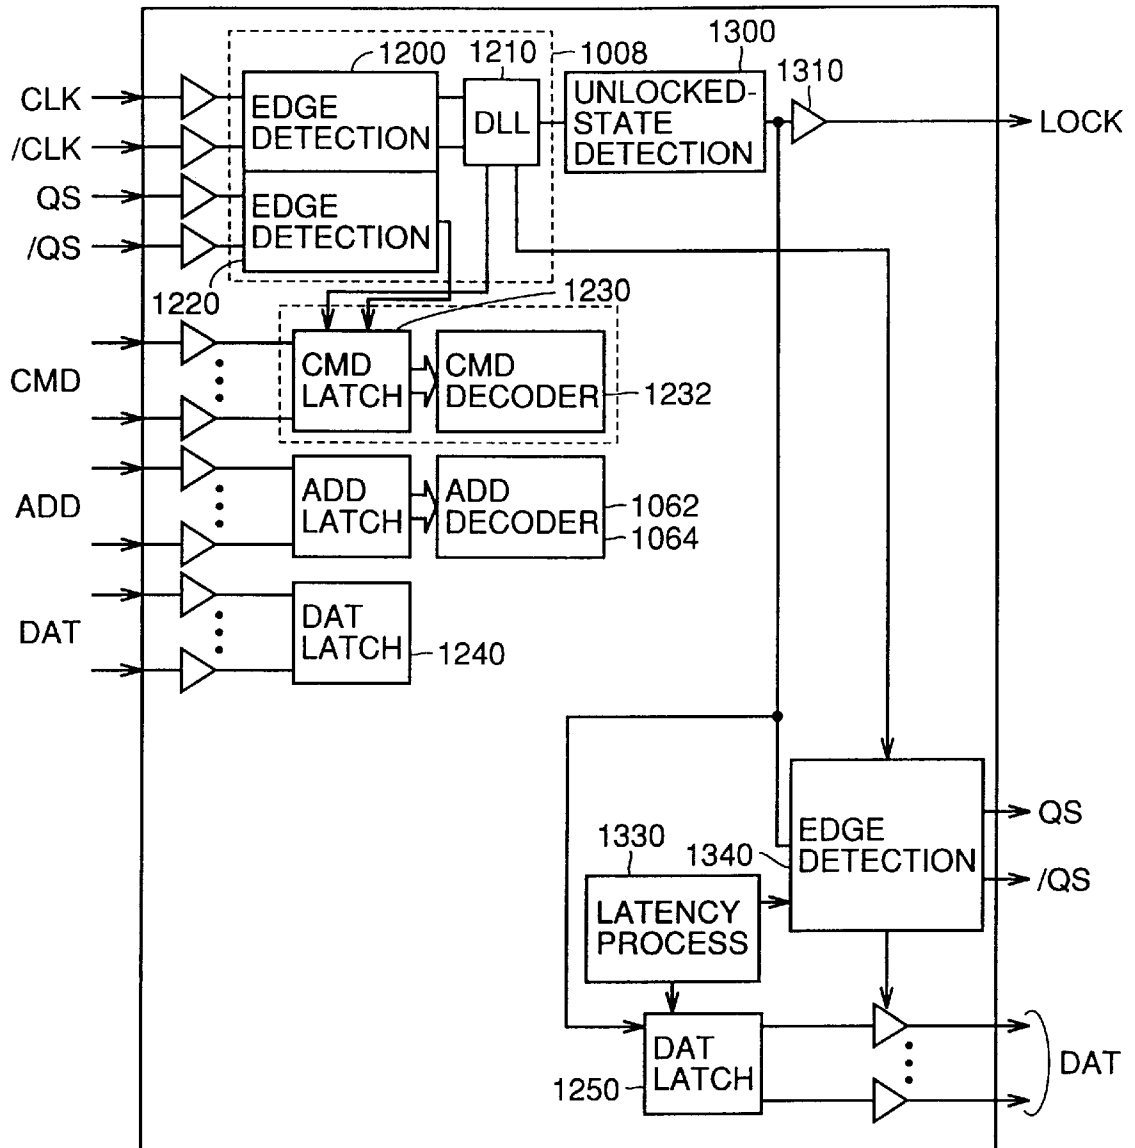 1200
1210
1008
1300
1310
CLK
/CLK
QS
/QS
EDGE
DETECTION
DLL
UNLOCKED-
STATE
DETECTION
LOCK
EDGE
DETECTION
1220
1230
CMD
CMD
LATCH
CMD
DECODER
1232
ADD
ADD
LATCH
ADD
DECODER
1062
1064
DAT
DAT
LATCH
1240
1330
1340
EDGE
DETECTION
QS
/QS
LATENCY
PROCESS
1250
DAT
LATCH
DAT